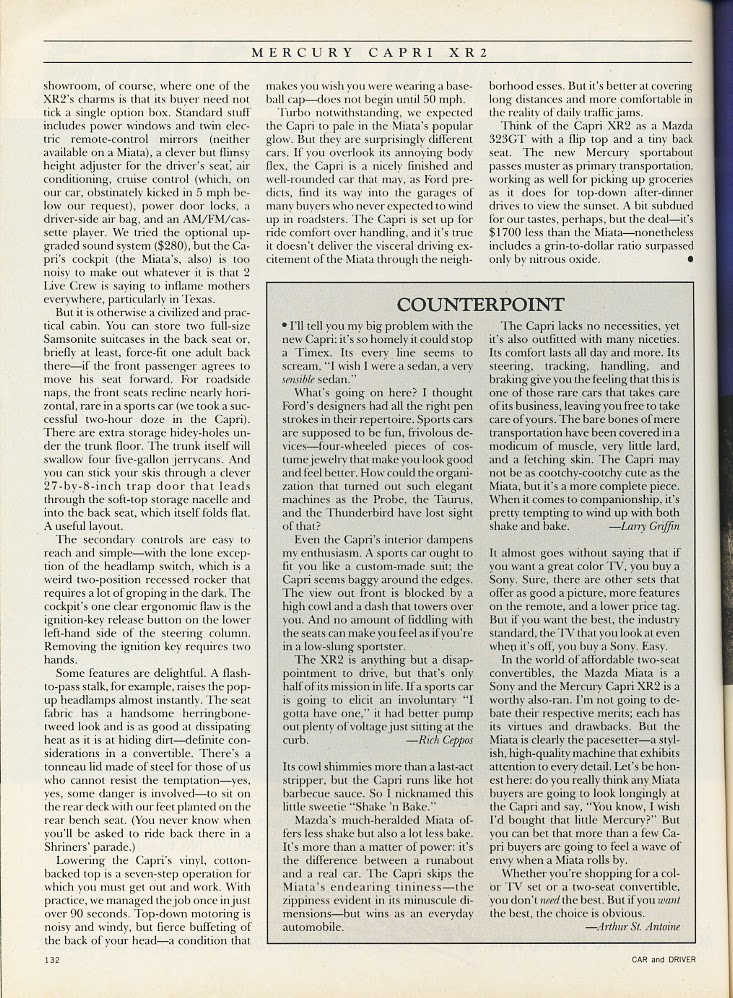 MERCURY CAPRI XR2
showroom, of course, where one of the
XR2's charms is that its buyer need not
tick a single option box. Standard stuff
includes power windows and twin elec-
tric remote-control mirrors (neither
available on a Miata), a clever but flimsy
height adjuster for the driver's seat, air
conditioning, cruise control (which, on
our car, obstinately kicked in 5 mph be-
low our request), power door locks, a
driver-side air bag, and an AM/FM/cas-
sette player. We tried the optional up-
graded sound system ($280), but the Ca-
pri's cockpit (the Miata's, also) is too
noisy to make out whatever it is that 2
Live Crew is saying to inflame mothers
everywhere, particularly in Texas.
But it is otherwise a civilized and prac-
tical cabin. You can store two full-size
Samsonite suitcases in the back seat or,
briefly at least, force-fit one adult back
there—if the front passenger agrees to
move his seat forward. For roadside
naps, the front seats recline nearly hori-
zontal, rare in a sports car (we took a suc-
cessful two-hour doze in the Capri).
There are extra storage hidey-holes un-
der the trunk floor. The trunk itself will
swallow four five-gallon jerrycans. And
you can stick your skis through a clever
27-by-8-inch trap door that leads
through the soft-top storage nacelle and
into the back seat, which itself folds flat.
A useful layout.
The secondary controls are easy to
reach and simple—with the lone excep-
tion of the headlamp switch, which is a
weird two-position recessed rocker that
requires a lot of groping in the dark. The
cockpit's one clear ergonomic flaw is the
ignition-key release button on the lower
left-hand side of the steering column.
Removing the ignition key requires two
hands.
Some features are delightful. A flash-
to-pass stalk, for example, raises the pop-
up headlamps almost instantly. The seat
fabric has a handsome herringbone-
tweed look and is as good at dissipating
heat as it is at hiding dirt—definite con-
siderations in a convertible. There's a
tonneau lid made of steel for those of us
who cannot resist the temptation—yes,
yes, some danger is involved—to sit on
the rear deck with our feet planted on the
rear bench seat. (You never know when
you'll be asked to ride back there in a
Shriners' parade.)
Lowering the Capri's vinyl, cotton-
backed top is a seven-step operation for
which you must get out and work. With
practice, we managed the job once in just
over 90 seconds. Top-down motoring is
noisy and windy, but fierce buffeting of
the back of your head—a condition that
makes you wish you were wearing a base-
ball cap—does not begin until 50 mph.
Turbo notwithstanding, we expected
the Capri to pale in the Miata's popular
glow. But they are surprisingly different
cars. If you overlook its annoying body
flex, the Capri is a nicely finished and
well-rounded car that may, as Ford pre-
dicts, find its way into the garages of
many buyers who never expected to wind
up in roadsters. The Capri is set up for
ride comfort over handling, and it's true
it doesn't deliver the visceral driving ex-
citement of the Miata through the neigh-
borhood esses. But it's better at covering
long distances and more comfortable in
the reality of daily traffic jams.
Think of the Capri XR2 as a Mazda
323GT with a flip top and a tiny back
seat. The new Mercury sportabout
passes muster as primary transportation,
working as well for picking up groceries
as it does for top-down after-dinner
drives to view the sunset. A bit subdued
for our tastes, perhaps, but the deal—it's
$1700 less than the Miata—nonetheless
includes a grin-to-dollar ratio surpassed
only by nitrous oxide. •
COUNTERPOINT
• I'll tell you my big problem with the
new Capri: it's so homely it could stop
a Timex. Its every line seems to
scream, "I wish I were a sedan, a very
sensible sedan."
What's going on here? I thought
Ford's designers had all the right pen
strokes in their repertoire. Sports cars
are supposed to be fun, frivolous de-
vices—four-wheeled pieces of cos-
tume jewelry that make you look good
and feel better. How could the organi-
zation that turned out such elegant
machines as the Probe, the Taurus,
and the Thunderbird have lost sight
of that?
Even the Capri's interior dampens
my enthusiasm. A sports car ought to
fit you like a custom-made suit; the
Capri seems baggy around the edges.
The view out front is blocked by a
high cowl and a dash that towers over
you. And no amount of fiddling with
the seats can make you feel as if you're
in a low-slung sportster.
The XR2 is anything but a disap-
pointment to drive, but that's only
half of its mission in life. If a sports car
is going to elicit an involuntary "I
gotta have one," it had better pump
out plenty of voltage just sitting at the
curb. —Rich Ceppos
Its cowl shimmies more than a last-act
stripper, but the Capri runs like hot
barbecue sauce. So I nicknamed this
little sweetie "Shake 'n Bake."
Mazda's much-heralded Miata of-
fers less shake but also a lot less bake.
It's more than a matter of power: it's
the difference between a runabout
and a real car. The Capri skips the
Miata's endearing tininess—the
zippiness evident in its minuscule di-
mensions—but wins as an everyday
automobile.
The Capri lacks no necessities, yet
it's also outfitted with many niceties.
Its comfort lasts all day and more. Its
steering, tracking, handling, and
braking give you the feeling that this is
one of those rare cars that takes care
of its business, leaving you free to take
care of yours. The bare bones of mere
transportation have been covered in a
modicum of muscle, very little lard,
and a fetching skin. The Capri may
not be as cootchy-cootchy cute as the
Miata, but it's a more complete piece.
When it comes to companionship, it's
pretty tempting to wind up with both
shake and bake. —Larry Griffin
It almost goes without saying that if
you want a great color TV, you buy a
Sony. Sure, there are other sets that
offer as good a picture, more features
on the remote, and a lower price tag.
But if you want the best, the industry
standard, the TV that you look at even
when it's off, you buy a Sony. Easy.
In the world of affordable two-seat
convertibles, the Mazda Miata is a
Sony and the Mercury Capri XR2 is a
worthy also-ran. I'm not going to de-
bate their respective merits; each has
its virtues and drawbacks. But the
Miata is clearly the pacesetter—a styl-
ish, high-quality machine that exhibits
attention to every detail. Let's be hon-
est here: do you really think any Miata
buyers are going to look longingly at
the Capri and say, "You know, I wish
I'd bought that little Mercury?" But
you can bet that more than a few Ca-
pri buyers are going to feel a wave of
envy when a Miata rolls by.
Whether you're shopping for a col-
or TV set or a two-seat convertible,
you don't need the best. But if you want
the best, the choice is obvious.
—Arthur St. Antoine
132
CAR and DRIVER